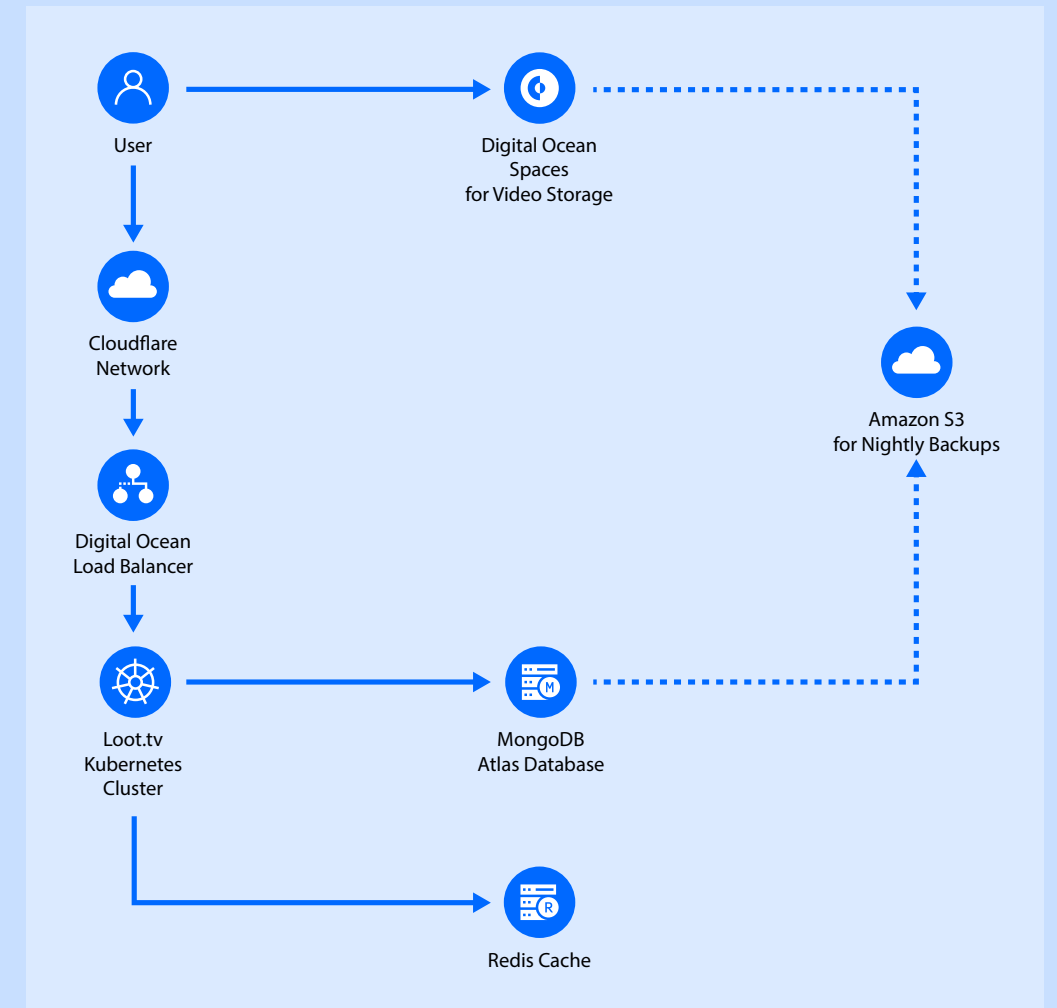 User
Digital Ocean
Spaces
for Video Storage
Cloudflare
Network
Amazon S3
for Nightly Backups
Digital Ocean
Load Balancer
Loot.tv
Kubernetes
Cluster
M
MongoDB
Atlas Database
R
Redis Cache